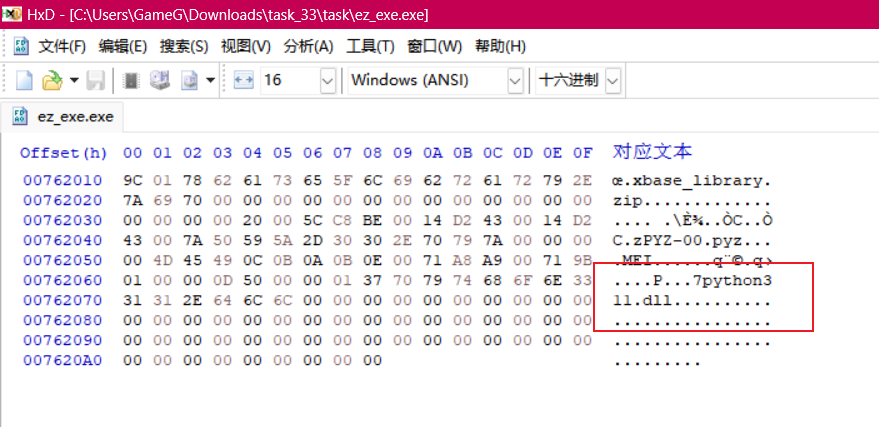 HxD - [C:\Users\GameG\Downloads\task_33\task\ez_exe.exe]
文件(F) 编辑(E) 搜索(S) 视图(V) 分析(A) 工具(T) 窗口(W) 帮助(H)
16 Windows (ANSI) 十六进制
ez_exe.exe
Offset(h) 00 01 02 03 04 05 06 07 08 09 0A 0B 0C 0D 0E 0F 对应文本
00762010 9C 01 78 62 61 73 65 5F 6C 69 62 72 61 72 79 2E œ.xbase_library.
00762020 7A 69 70 00 00 00 00 00 00 00 00 00 00 00 00 00 zip.............
00762030 00 00 00 00 20 00 5C C8 BE 00 14 D2 43 00 14 D2 .... .\È¾..ÒC..Ò
00762040 43 00 7A 50 59 5A 2D 30 30 2E 70 79 7A 00 00 00 C.zPYZ-00.pyz...
00762050 00 4D 45 49 0C 0B 0A 0B 0E 00 71 A8 A9 00 71 9B .MEI......q¨©.q›
00762060 01 00 00 0D 50 00 00 01 37 70 79 74 68 6F 6E 33 ....P...7python3
00762070 31 31 2E 64 6C 6C 00 00 00 00 00 00 00 00 00 00 11.dll..........
00762080 00 00 00 00 00 00 00 00 00 00 00 00 00 00 00 00 ................
00762090 00 00 00 00 00 00 00 00 00 00 00 00 00 00 00 00 ................
007620A0 00 00 00 00 00 00 00 00 00 .........